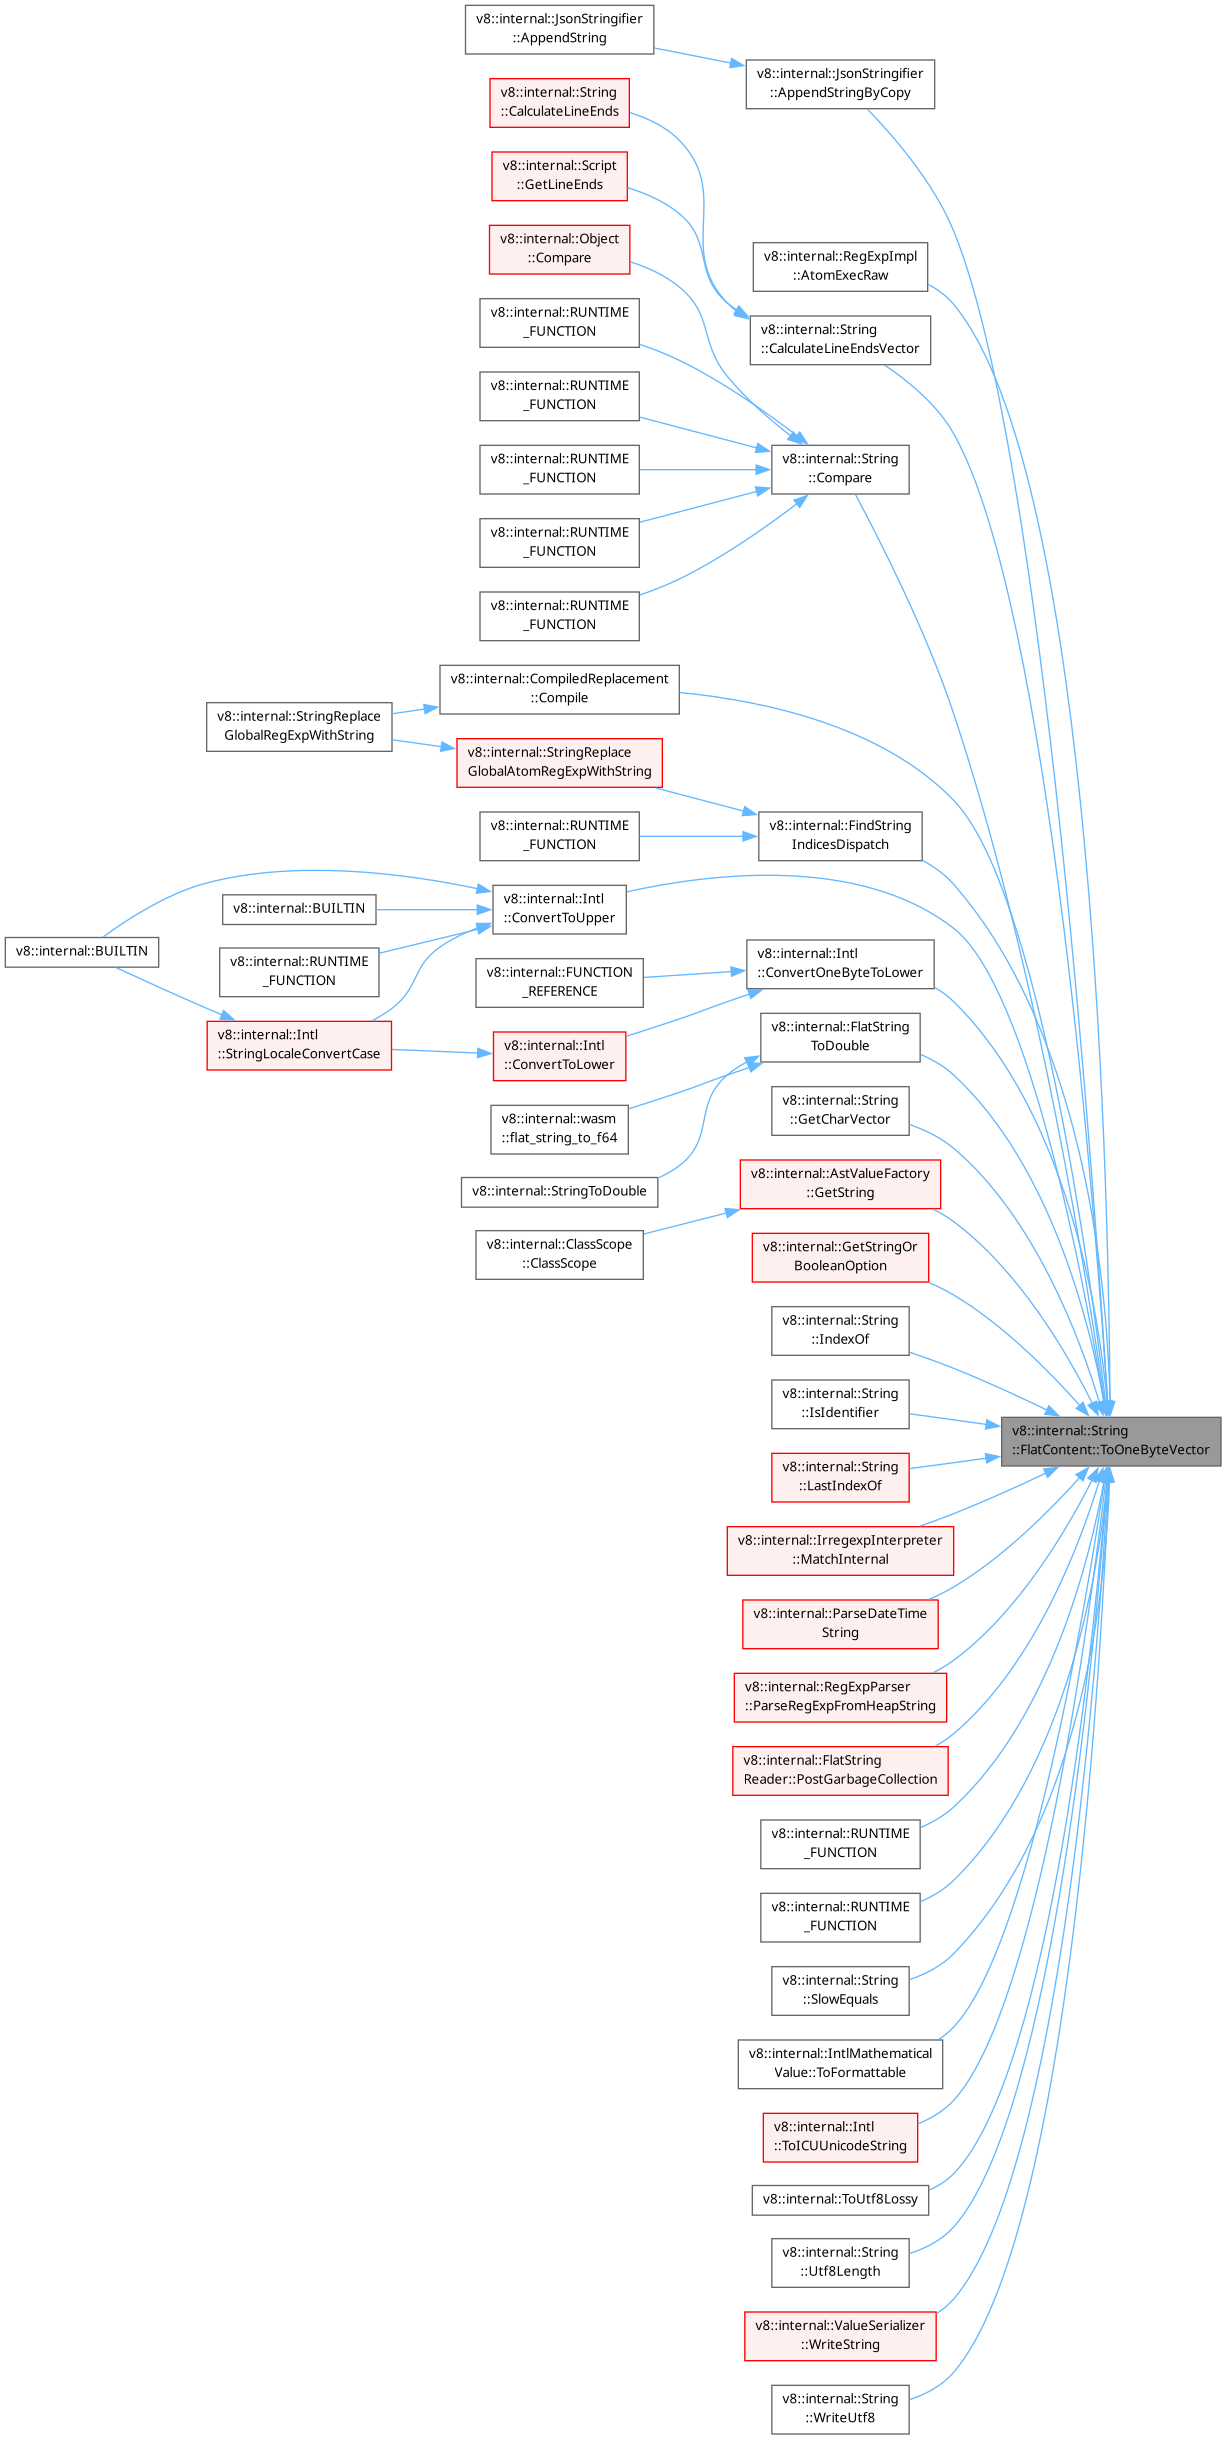 v8::internal::JsonStringifier
::AppendString
v8::internal::JsonStringifier
::AppendStringByCopy
v8::internal::String
::CalculateLineEnds
v8::internal::Script
::GetLineEnds
v8::internal::Object
::Compare
v8::internal::RegExpImpl
::AtomExecRaw
v8::internal::RUNTIME
_FUNCTION
v8::internal::String
::CalculateLineEndsVector
v8::internal::RUNTIME
_FUNCTION
v8::internal::RUNTIME
_FUNCTION
v8::internal::String
::Compare
v8::internal::RUNTIME
_FUNCTION
v8::internal::RUNTIME
_FUNCTION
v8::internal::CompiledReplacement
::Compile
v8::internal::StringReplace
GlobalRegExpWithString
v8::internal::StringReplace
GlobalAtomRegExpWithString
v8::internal::RUNTIME
_FUNCTION
v8::internal::FindString
IndicesDispatch
v8::internal::Intl
::ConvertToUpper
v8::internal::BUILTIN
v8::internal::BUILTIN
v8::internal::RUNTIME
_FUNCTION
v8::internal::FUNCTION
_REFERENCE
v8::internal::Intl
::ConvertOneByteToLower
v8::internal::Intl
::StringLocaleConvertCase
v8::internal::Intl
::ConvertToLower
v8::internal::FlatString
ToDouble
v8::internal::wasm
::flat_string_to_f64
v8::internal::String
::GetCharVector
v8::internal::StringToDouble
v8::internal::AstValueFactory
::GetString
v8::internal::ClassScope
::ClassScope
v8::internal::GetStringOr
BooleanOption
v8::internal::String
::IndexOf
v8::internal::String
::IsIdentifier
v8::internal::String
::FlatContent::ToOneByteVector
v8::internal::String
::LastIndexOf
v8::internal::IrregexpInterpreter
::MatchInternal
v8::internal::ParseDateTime
String
v8::internal::RegExpParser
::ParseRegExpFromHeapString
v8::internal::FlatString
Reader::PostGarbageCollection
v8::internal::RUNTIME
_FUNCTION
v8::internal::RUNTIME
_FUNCTION
v8::internal::String
::SlowEquals
v8::internal::IntlMathematical
Value::ToFormattable
v8::internal::Intl
::ToICUUnicodeString
v8::internal::ToUtf8Lossy
v8::internal::String
::Utf8Length
v8::internal::ValueSerializer
::WriteString
v8::internal::String
::WriteUtf8